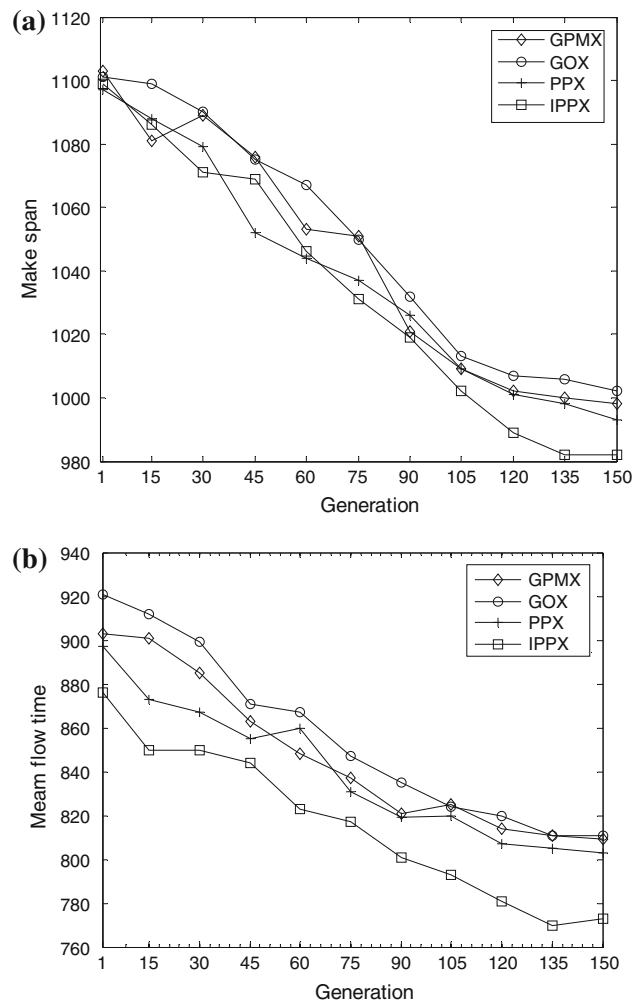 (a)
1120
1100
1080
1060
1040
1020
1000
980
Make span
GPMX
GOX
PPX
IPPX
1 15 30 45 60 75 90 105 120 135 150
Generation
(b)
940
920
900
880
860
840
820
800
780
760
Meam flow time
GPMX
GOX
PPX
IPPX
1 15 30 45 60 75 90 105 120 135 150
Generation